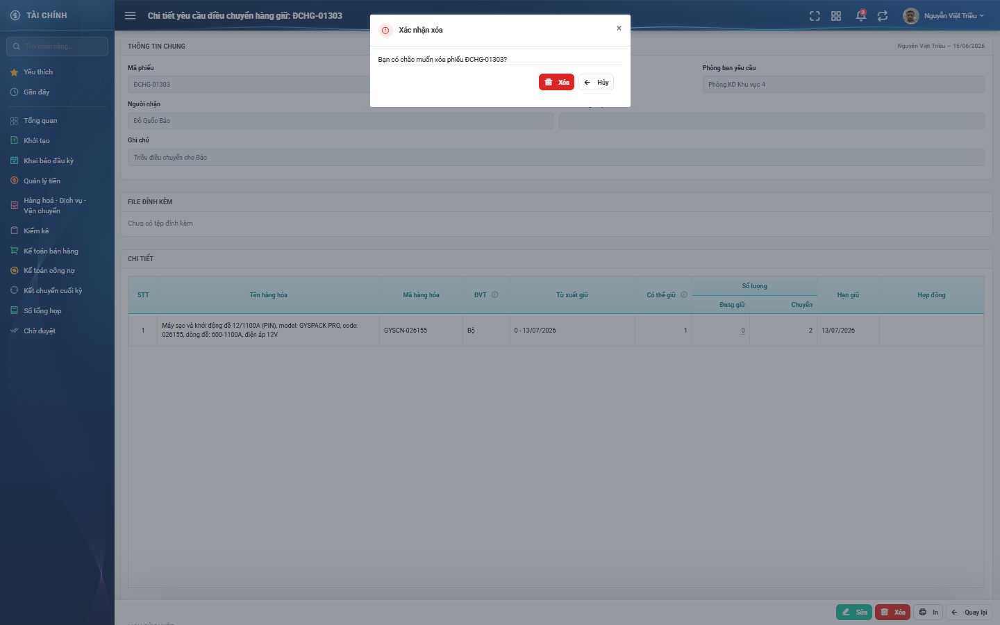 TÀI CHÍNH
Tìm chức năng...
Yêu thích
Gần đây
Tổng quan
Khởi tạo
Khai báo đầu kỳ
Quản lý tiền
Hàng hoá - Dịch vụ -
Vận chuyển
Kiểm kê
Kế toán bán hàng
Kế toán công nợ
Kết chuyển cuối kỳ
Sổ tổng hợp
Chờ duyệt
Chi tiết yêu cầu điều chuyển hàng giữ: ĐCHG-01303
3
Nguyễn Việt Triều
Xác nhận xóa
×
Bạn có chắc muốn xóa phiếu ĐCHG-01303?
Xóa
Hủy
THÔNG TIN CHUNG
Nguyễn Việt Triều – 15/06/2026
Mã phiếu
Phòng ban yêu cầu
ĐCHG-01303
Phòng KD Khu vực 4
Người nhận
Đỗ Quốc Bảo
Ghi chú
Triều điều chuyển cho Bảo
FILE ĐÍNH KÈM
Chưa có tệp đính kèm
CHI TIẾT
STT
Tên hàng hóa
Mã hàng hóa
ĐVT
Từ xuất giữ
Có thể giữ
Số lượng
Đang giữ
Chuyển
Hạn giữ
Hợp đồng
1
Máy sạc và khởi động đề 12/1100A (PIN), model: GYSPACK PRO, code:
026155, dòng đề: 600-1100A, điện áp 12V
GYSCN-026155
Bộ
0 - 13/07/2026
1
0
2
13/07/2026
Sửa
Xóa
In
Quay lại